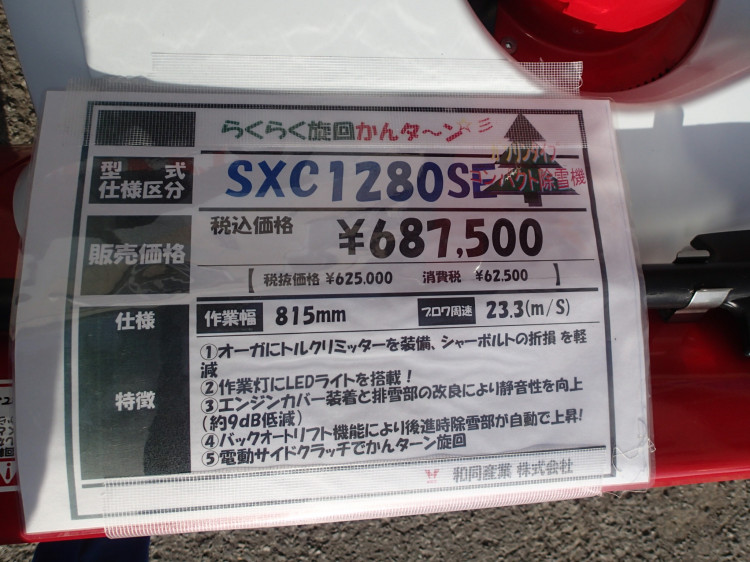 らくらく旋回かんタ〜ン
型式
仕様区分
SXC1280SE
コンパクト除雪機
販売価格
税込価格
¥687,500
【 税抜価格 ¥625.000 消費税 ¥62.500 】
仕様
作業幅 815mm ブロワ周速 23.3(m/S)
特徴
①オーガにトルクリミッターを装備、シャーボルトの折損 を軽
減
②作業灯にLEDライトを搭載！
③エンジンカバー装着と排雪部の改良により静音性を向上
(約9dB低減)
④バックオートリフト機能により後進時除雪部が自動で上昇!
⑤電動サイドクラッチでかんターン旋回
和同産業 株式会社